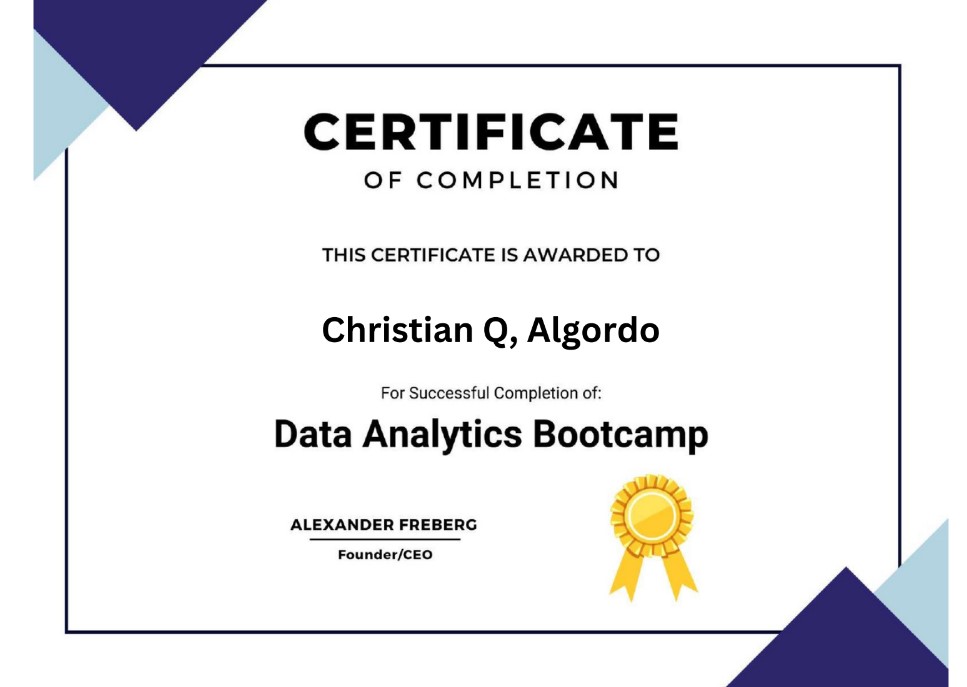 CERTIFICATE
OF COMPLETION
THIS CERTIFICATE IS AWARDED TO
Christian Q, Algordo
For Successful Completion of:
Data Analytics Bootcamp
ALEXANDER FREBERG
Founder/CEO